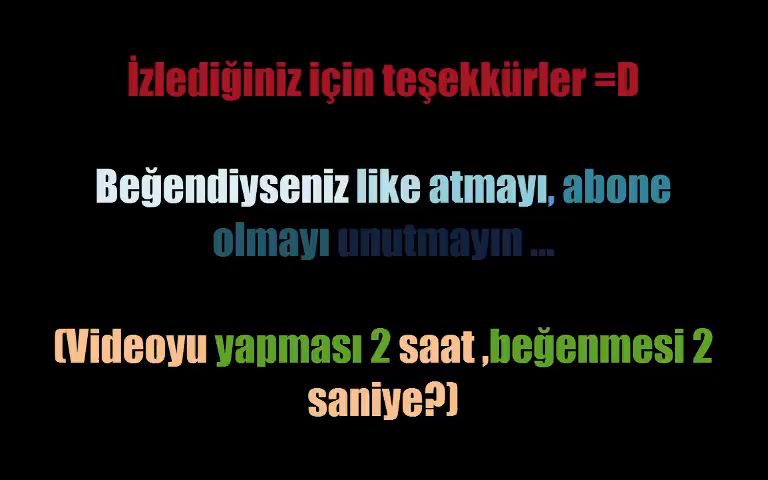 İzlediğiniz için teşekkürler =D
Beğendiyseniz like atmayı, abone
olmayı unutmayın ...
(Videoyu yapması 2 saat ,beğenmesi 2
saniye?)